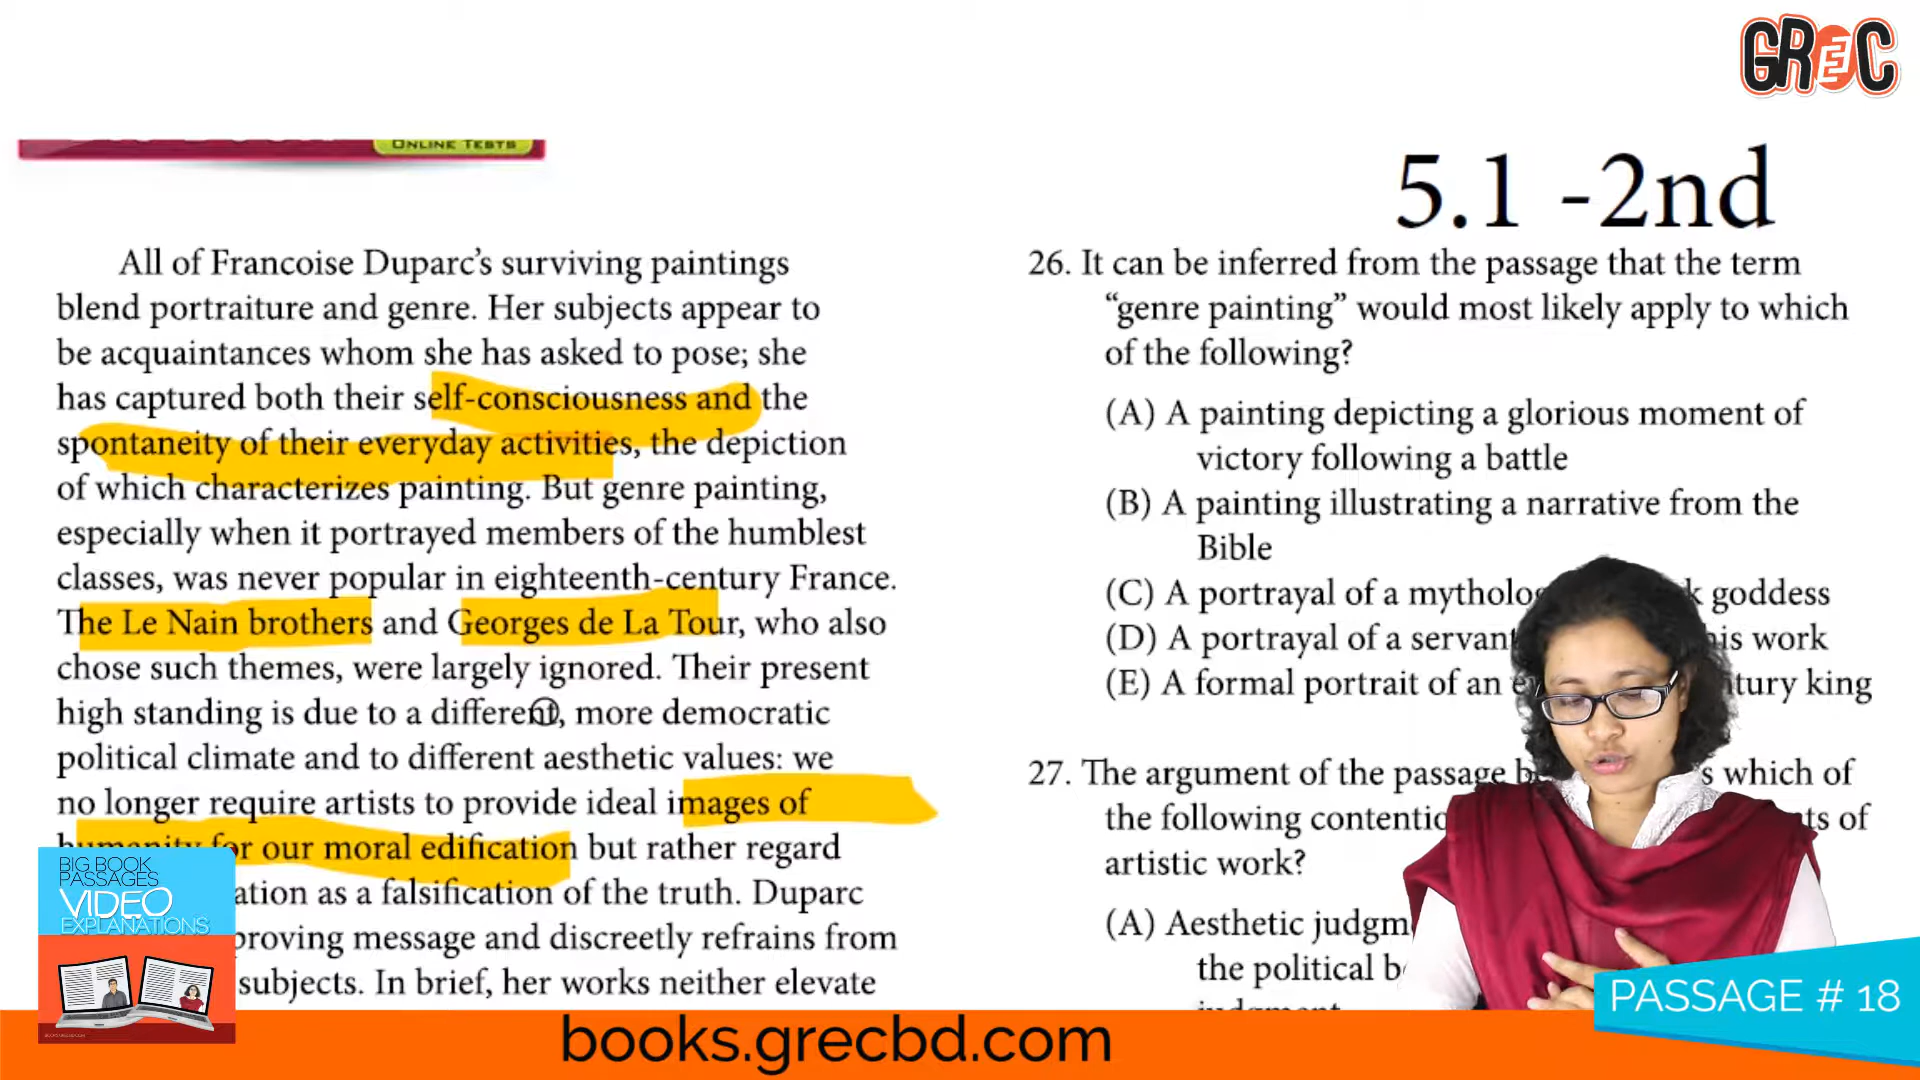 GREC
ONLINE TESTS
5.1 -2nd
All of Francoise Duparc’s surviving paintings
blend portraiture and genre. Her subjects appear to
be acquaintances whom she has asked to pose; she
has captured both their self-consciousness and the
spontaneity of their everyday activities, the depiction
of which characterizes painting. But genre painting,
especially when it portrayed members of the humblest
classes, was never popular in eighteenth-century France.
The Le Nain brothers and Georges de La Tour, who also
chose such themes, were largely ignored. Their present
high standing is due to a different, more democratic
political climate and to different aesthetic values: we
no longer require artists to provide ideal images of
humanity for our moral edification but rather regard
ation as a falsification of the truth. Duparc
proving message and discreetly refrains from
subjects. In brief, her works neither elevate
26. It can be inferred from the passage that the term
“genre painting” would most likely apply to which
of the following?
(A) A painting depicting a glorious moment of
victory following a battle
(B) A painting illustrating a narrative from the
Bible
(C) A portrayal of a mytholo k goddess
(D) A portrayal of a servant his work
(E) A formal portrait of an e tury king
27. The argument of the passage b s which of
the following contentio ts of
artistic work?
(A) Aesthetic judgm
the political b
judgment
BIG BOOK
PASSAGES
VIDEO
EXPLANATIONS
PASSAGE # 18
books.grecbd.com